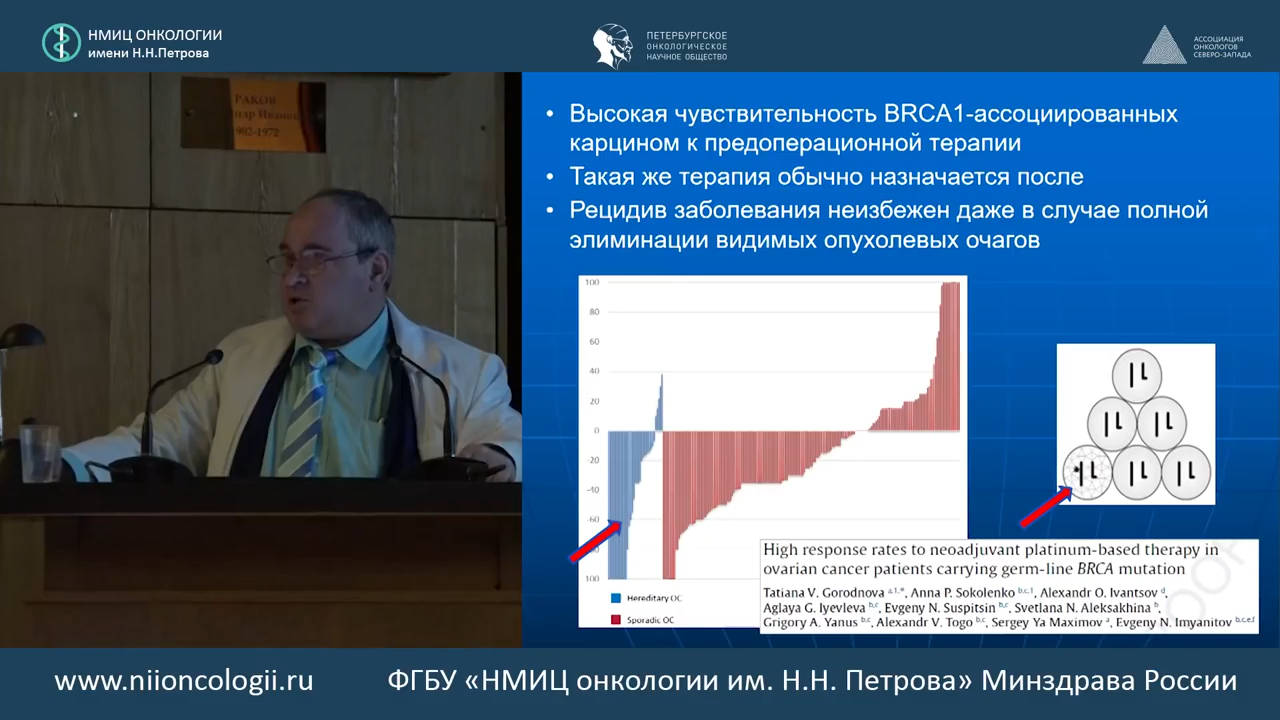 НМИЦ ОНКОЛОГИИ
имени Н.Н.Петрова
ПЕТЕРБУРГСКОЕ
ОНКОЛОГИЧЕСКОЕ
НАУЧНОЕ ОБЩЕСТВО
АССОЦИАЦИЯ
ОНКОЛОГОВ
СЕВЕРО-ЗАПАДА
РАКОВ
1902-1972
• Высокая чувствительность BRCA1-ассоциированных
карцином к предоперационной терапии
• Такая же терапия обычно назначается после
• Рецидив заболевания неизбежен даже в случае полной
элиминации видимых опухолевых очагов
100
80
60
40
20
0
-20
-40
-60
100
Hereditary OC
Sporadic OC
High response rates to neoadjuvant platinum-based therapy in
ovarian cancer patients carrying germ-line BRCA mutation
Tatiana V. Gorodnova a,1,*, Anna P. Sokolenko b,c,1, Alexandr O. Ivantsov d,
Aglaya G. Iyevleva b,c, Evgeny N. Suspitsin b,c, Svetlana N. Aleksakhina b,
Grigory A. Yanus b,c, Alexandr V. Togo b,c, Sergey Ya Maximov a, Evgeny N. Imyanitov b,c,e,f
www.niioncologii.ru
ФГБУ «НМИЦ онкологии им. Н.Н. Петрова» Минздрава России